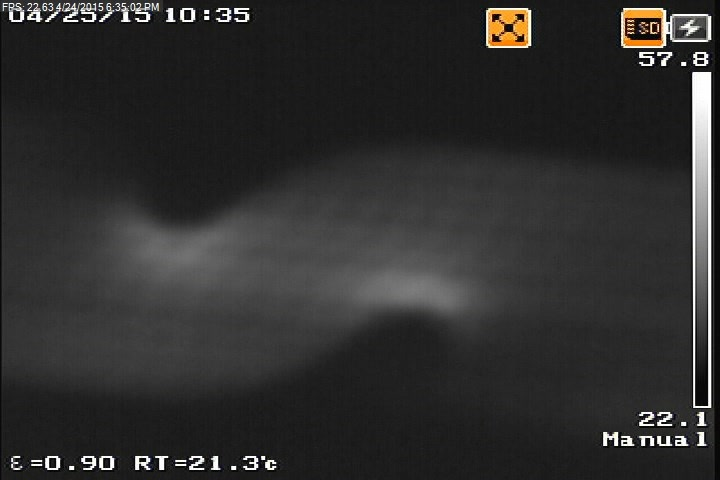 FPS: 22.63 4/24/2015 6:35:02 PM
04/25/15 10:35
SD
57.8
22.1
Manual
ε=0.90 RT=21.3℃